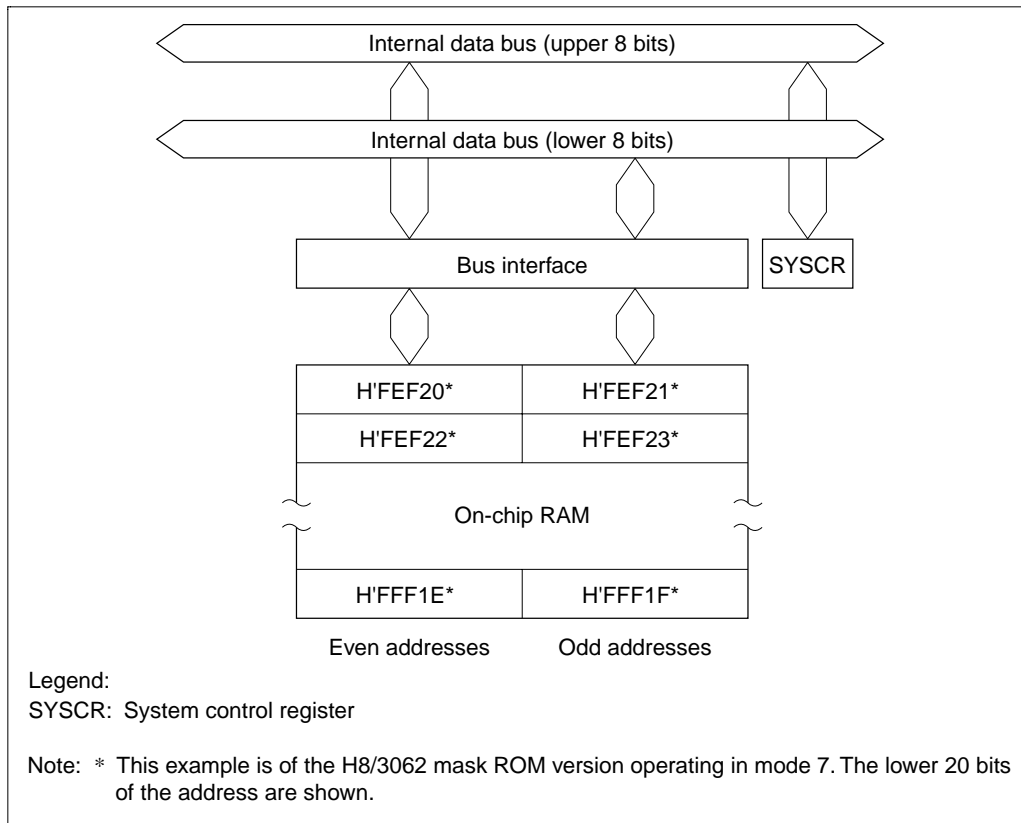 Internal data bus (upper 8 bits)
Internal data bus (lower 8 bits)
Bus interface
SYSCR
H'FEF20*
H'FEF21*
H'FEF22*
H'FEF23*
On-chip RAM
H'FFF1E*
H'FFF1F*
Even addresses
Odd addresses
Legend:
SYSCR: System control register
Note: * This example is of the H8/3062 mask ROM version operating in mode 7. The lower 20 bits
of the address are shown.